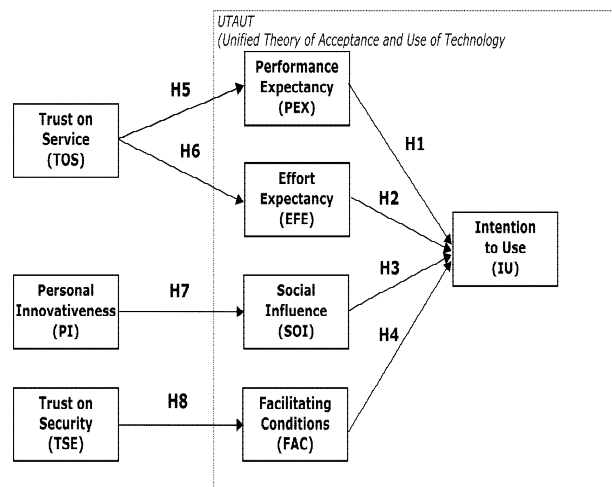 UTAUT
(Unified Theory of Acceptance and Use of Technology
Performance
Expectancy
(PEX)
H5
Trust on
Service
(TOS)
H6
H1
Effort
Expectancy
(EFE)
H2
Intention
to Use
(IU)
H3
Personal
Innovativeness
(PI)
H7
Social
Influence
(SOI)
H4
Trust on
Security
(TSE)
H8
Facilitating
Conditions
(FAC)